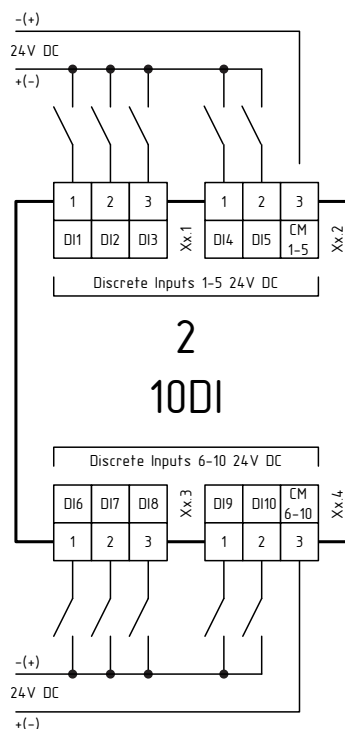 -(+)
24V DC
+(-)
1 2 3 1 2 3
DI1 DI2 DI3 Xx.1 DI4 DI5 CM 1-5 Xx.2
Discrete Inputs 1-5 24V DC
2
10DI
Discrete Inputs 6-10 24V DC
DI6 DI7 DI8 Xx.3 DI9 DI10 CM 6-10 Xx.4
1 2 3 1 2 3
-(+)
24V DC
+(-)